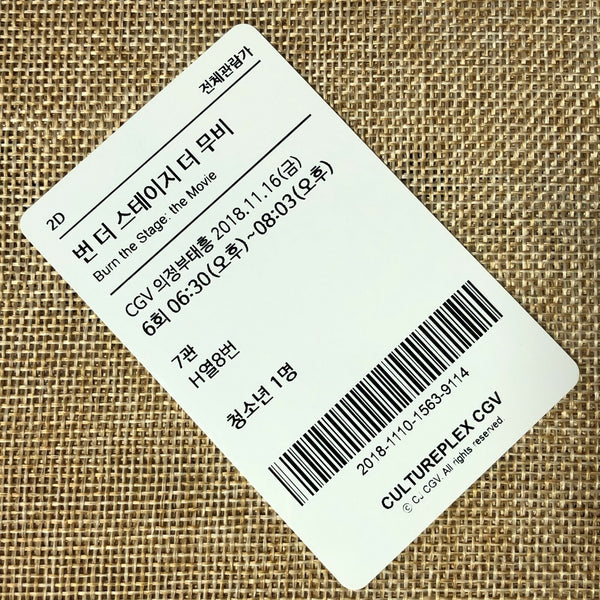 2D
전체관람가
번 더 스테이지 더 무비
Burn the Stage: the Movie
CGV 의정부태흥 2018.11.16(금)
6회 06:30(오후)~08:03(오후)
7관
H열8번
청소년 1명
2018-1110-1563-9114
CULTUREPLEX CGV
ⓒ CJ CGV. All rights reserved.